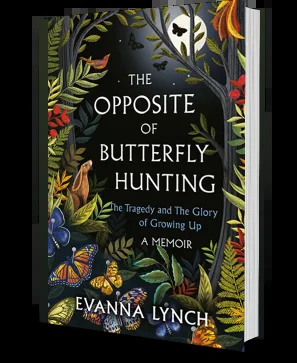 THE
OPPOSITE
OF
BUTTERFLY
HUNTING
The Tragedy and The Glory
of Growing Up
A MEMOIR
EVANNA LYNCH